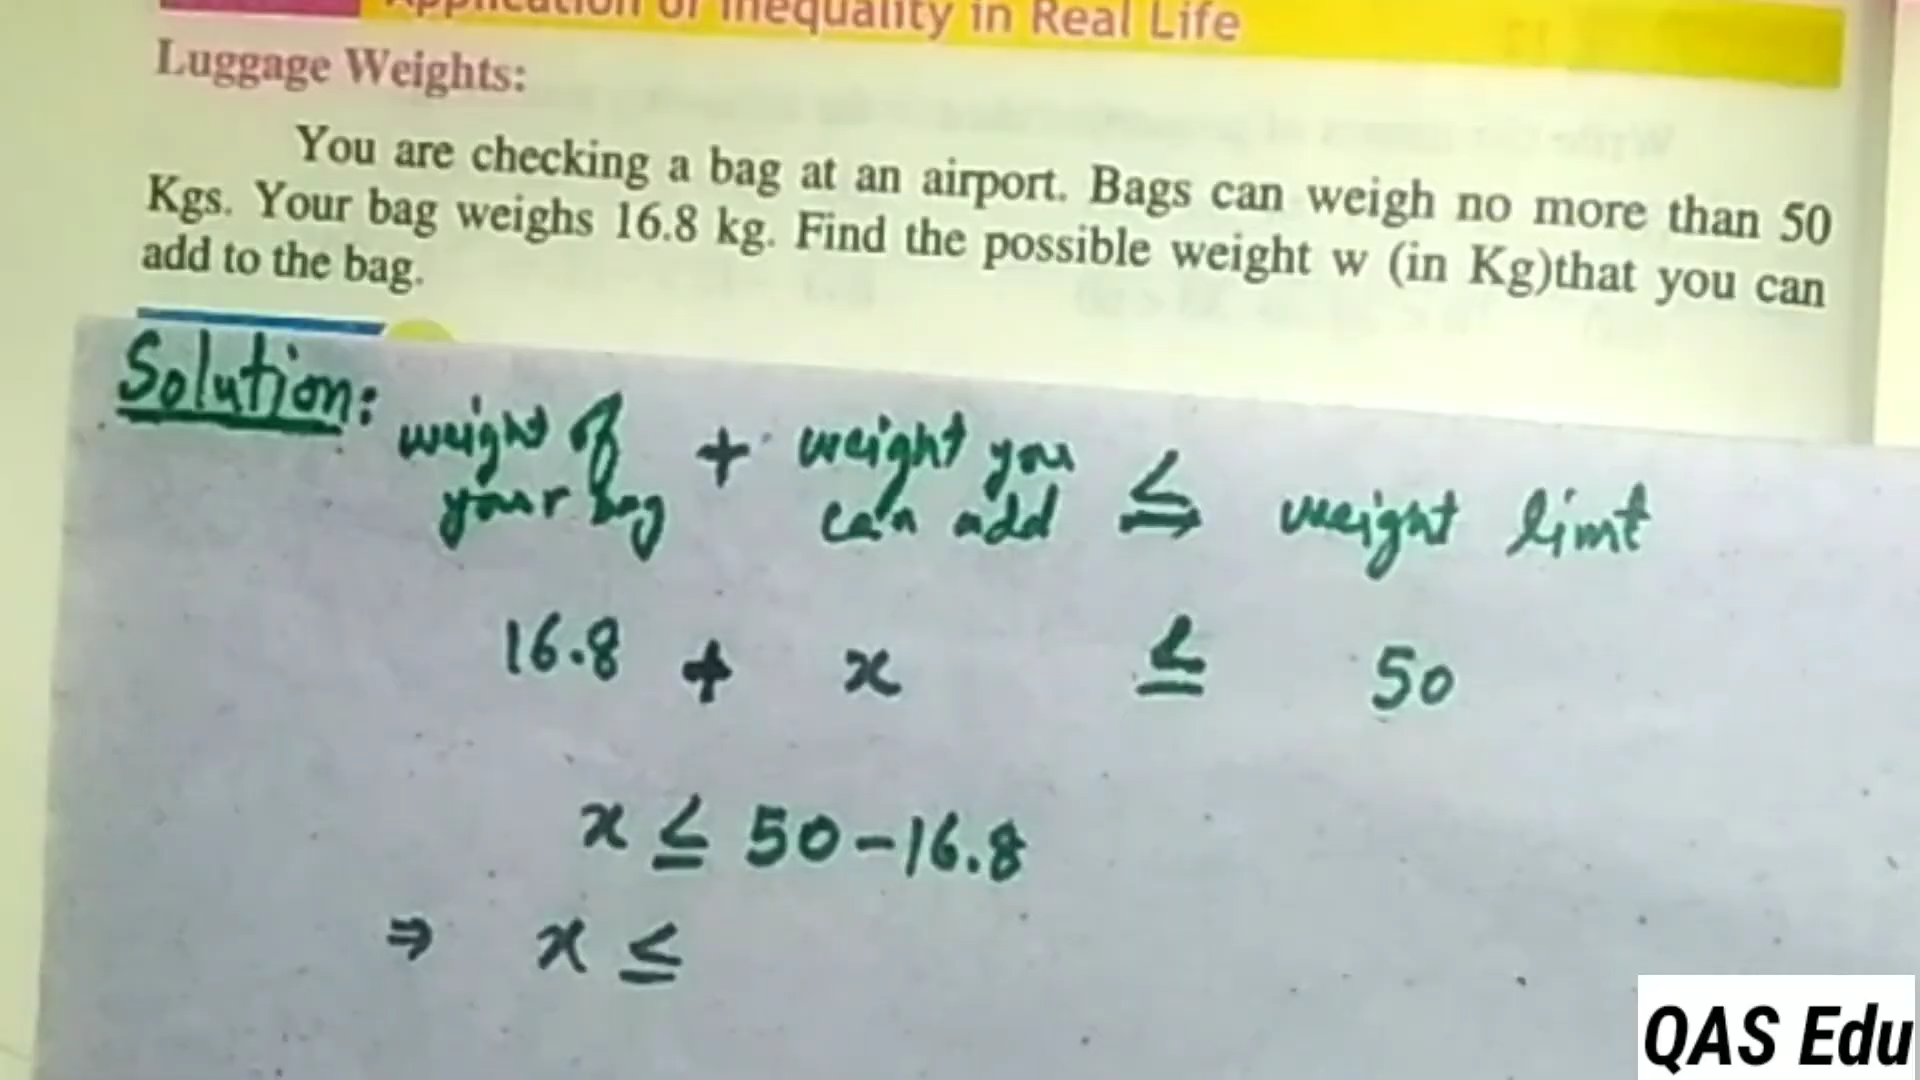 Application of Inequality in Real Life
Luggage Weights:
You are checking a bag at an airport. Bags can weigh no more than 50
Kgs. Your bag weighs 16.8 kg. Find the possible weight w (in Kg)that you can
add to the bag.
Solution: weight of your bag + weight you can add ≤ weight limt
16.8 + x ≤ 50
x ≤ 50-16.8
⇒ x ≤
QAS Edu